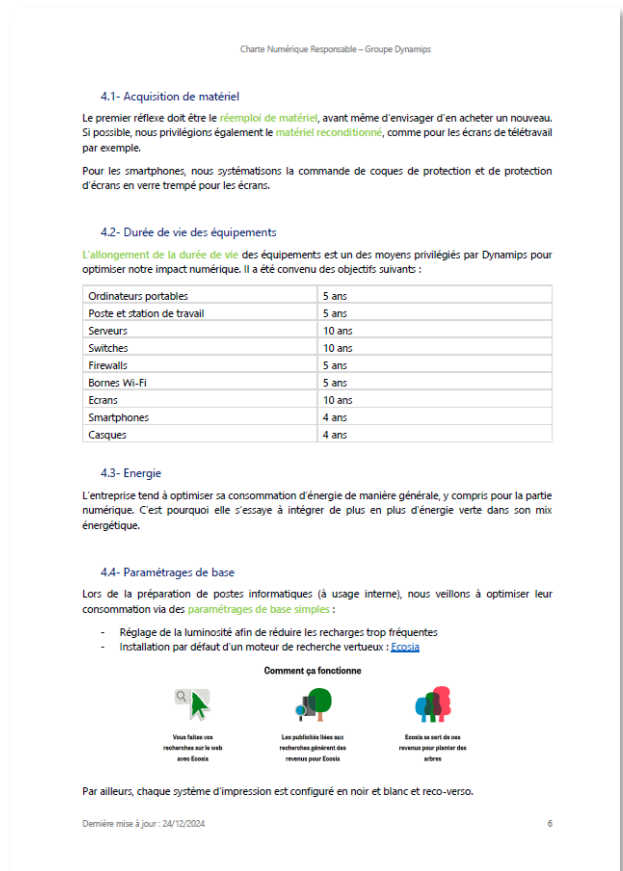 Charte Numérique Responsable – Groupe Dynamips
4.1- Acquisition de matériel
Le premier réflexe doit être le réemploi de matériel, avant même d'envisager d'en acheter un nouveau.
Si possible, nous privilégions également le matériel reconditionné, comme pour les écrans de télétravail
par exemple.
Pour les smartphones, nous systématisons la commande de coques de protection et de protection
d'écrans en verre trempé pour les écrans.
4.2- Durée de vie des équipements
L'allongement de la durée de vie des équipements est un des moyens privilégiés par Dynamips pour
optimiser notre impact numérique. Il a été convenu des objectifs suivants :
Ordinateurs portables 5 ans
Poste et station de travail 5 ans
Serveurs 10 ans
Switches 10 ans
Firewalls 5 ans
Bornes Wi-Fi 5 ans
Ecrans 10 ans
Smartphones 4 ans
Casques 4 ans
4.3- Energie
L'entreprise tend à optimiser sa consommation d'énergie de manière générale, y compris pour la partie
numérique. C'est pourquoi elle s'essaye à intégrer de plus en plus d'énergie verte dans son mix
énergétique.
4.4- Paramétrages de base
Lors de la préparation de postes informatiques (à usage interne), nous veillons à optimiser leur
consommation via des paramétrages de base simples :
- Réglage de la luminosité afin de réduire les recharges trop fréquentes
- Installation par défaut d'un moteur de recherche vertueux : Ecosia
Comment ça fonctionne
Vous faites vos
recherches sur le web
avec Ecosia
Les publicités liées aux
recherches génèrent des
revenus pour Ecosia
Ecosia se sert de ces
revenus pour planter des
arbres
Par ailleurs, chaque système d'impression est configuré en noir et blanc et reco-verso.
Dernière mise à jour : 24/12/2024 6